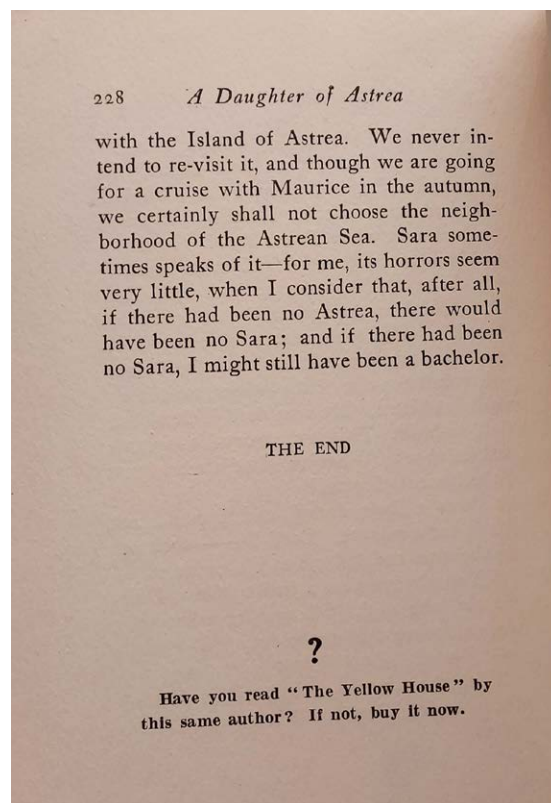 228 A Daughter of Astrea
with the Island of Astrea. We never in-
tend to re-visit it, and though we are going
for a cruise with Maurice in the autumn,
we certainly shall not choose the neigh-
borhood of the Astrean Sea. Sara some-
times speaks of it—for me, its horrors seem
very little, when I consider that, after all,
if there had been no Astrea, there would
have been no Sara; and if there had been
no Sara, I might still have been a bachelor.
THE END
?
Have you read “The Yellow House” by
this same author? If not, buy it now.